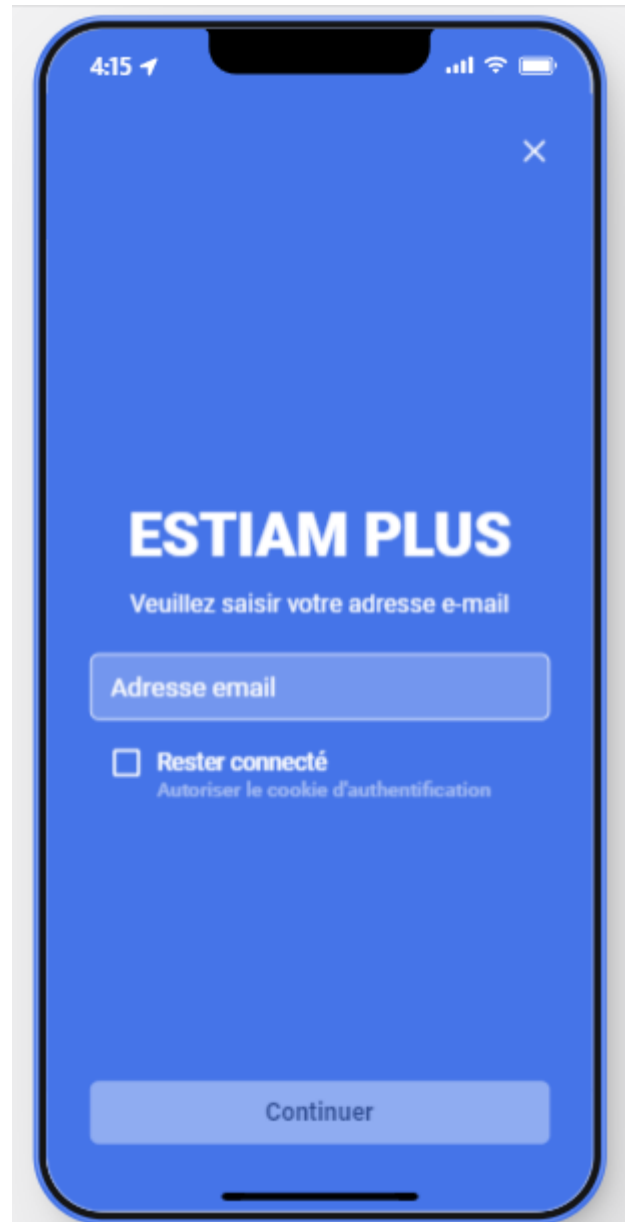 4:15
ESTIAM PLUS
Veuillez saisir votre adresse e-mail
Adresse email
Rester connecté
Autoriser le cookie d'authentification
Continuer